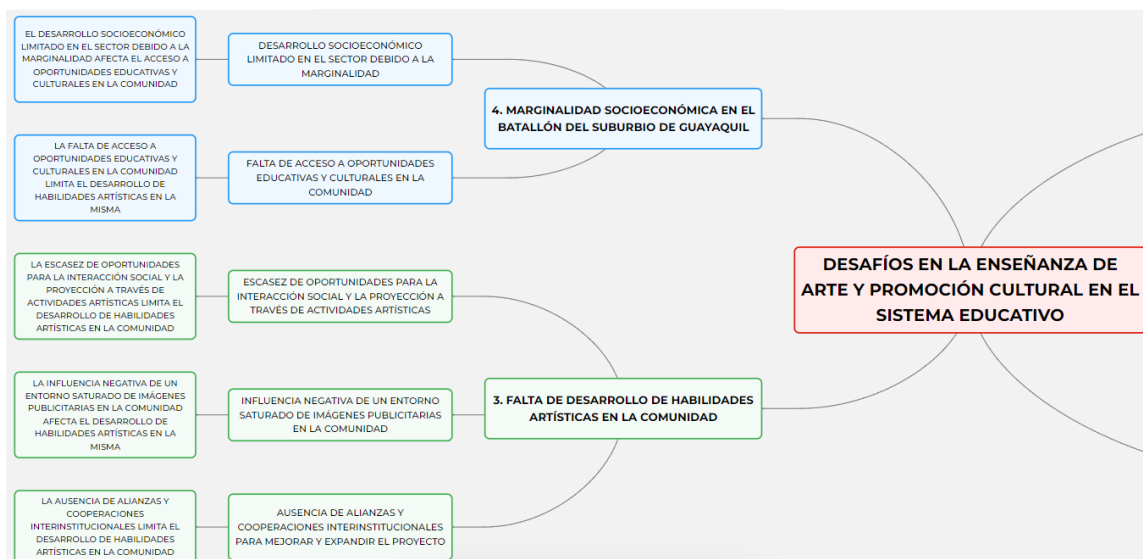 EL DESARROLLO SOCIOECONÓMICO
LIMITADO EN EL SECTOR DEBIDO A LA
MARGINALIDAD AFECTA EL ACCESO A
OPORTUNIDADES EDUCATIVAS Y
CULTURALES EN LA COMUNIDAD
DESARROLLO SOCIOECONÓMICO
LIMITADO EN EL SECTOR DEBIDO A LA
MARGINALIDAD
4. MARGINALIDAD SOCIOECONÓMICA EN EL
BATALLÓN DEL SUBURBIO DE GUAYAQUIL
LA FALTA DE ACCESO A
OPORTUNIDADES EDUCATIVAS Y
CULTURALES EN LA COMUNIDAD
LIMITA EL DESARROLLO DE
HABILIDADES ARTÍSTICAS EN LA
MISMA
FALTA DE ACCESO A OPORTUNIDADES
EDUCATIVAS Y CULTURALES EN LA
COMUNIDAD
DESAFÍOS EN LA ENSEÑANZA DE
ARTE Y PROMOCIÓN CULTURAL EN EL
SISTEMA EDUCATIVO
LA ESCASEZ DE OPORTUNIDADES
PARA LA INTERACCIÓN SOCIAL Y LA
PROYECCIÓN A TRAVÉS DE
ACTIVIDADES ARTÍSTICAS LIMITA EL
DESARROLLO DE HABILIDADES
ARTÍSTICAS EN LA COMUNIDAD
ESCASEZ DE OPORTUNIDADES PARA LA
INTERACCIÓN SOCIAL Y LA PROYECCIÓN A
TRAVÉS DE ACTIVIDADES ARTÍSTICAS
3. FALTA DE DESARROLLO DE HABILIDADES
ARTÍSTICAS EN LA COMUNIDAD
LA INFLUENCIA NEGATIVA DE UN
ENTORNO SATURADO DE IMÁGENES
PUBLICITARIAS EN LA COMUNIDAD
AFECTA EL DESARROLLO DE
HABILIDADES ARTÍSTICAS EN LA
MISMA
INFLUENCIA NEGATIVA DE UN ENTORNO
SATURADO DE IMÁGENES PUBLICITARIAS
EN LA COMUNIDAD
LA AUSENCIA DE ALIANZAS Y
COOPERACIONES
INTERINSTITUCIONALES LIMITA EL
DESARROLLO DE HABILIDADES
ARTÍSTICAS EN LA COMUNIDAD
AUSENCIA DE ALIANZAS Y
COOPERACIONES INTERINSTITUCIONALES
PARA MEJORAR Y EXPANDIR EL PROYECTO